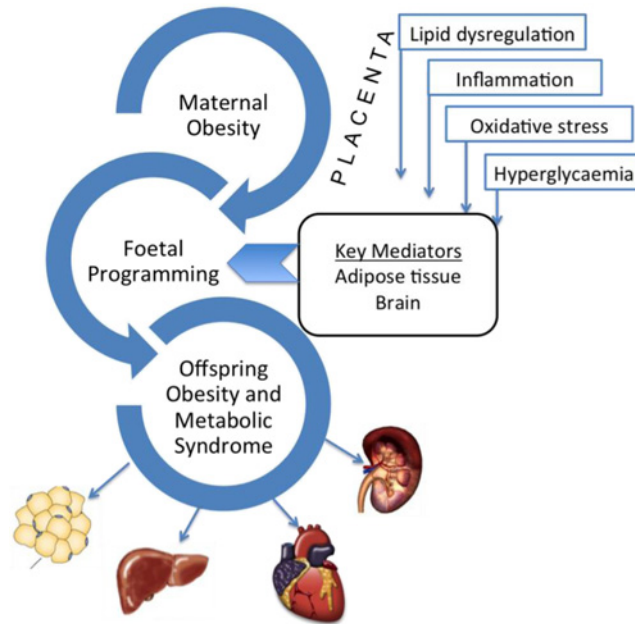 Maternal
Obesity
PLACENTA
Lipid dysregulation
Inflammation
Oxidative stress
Hyperglycaemia
Foetal
Programming
Key Mediators
Adipose tissue
Brain
Offspring
Obesity and
Metabolic
Syndrome